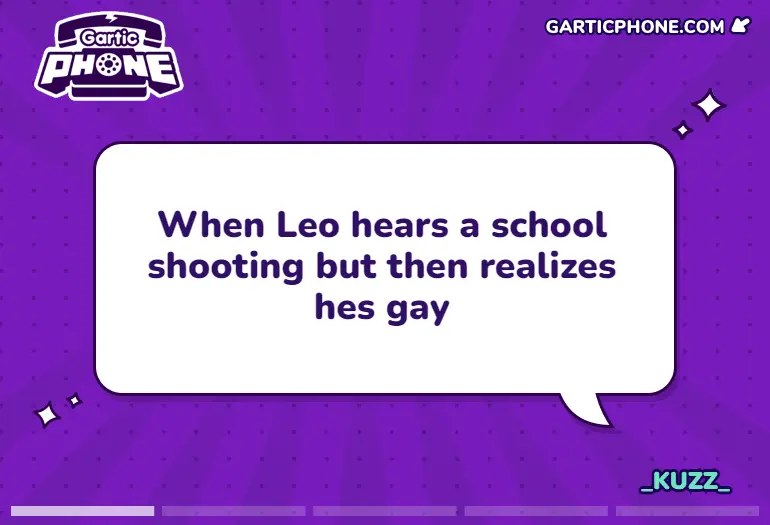 Gartic
PHONE
GARTICPHONE.COM
When Leo hears a school
shooting but then realizes
hes gay
_KUZZ_